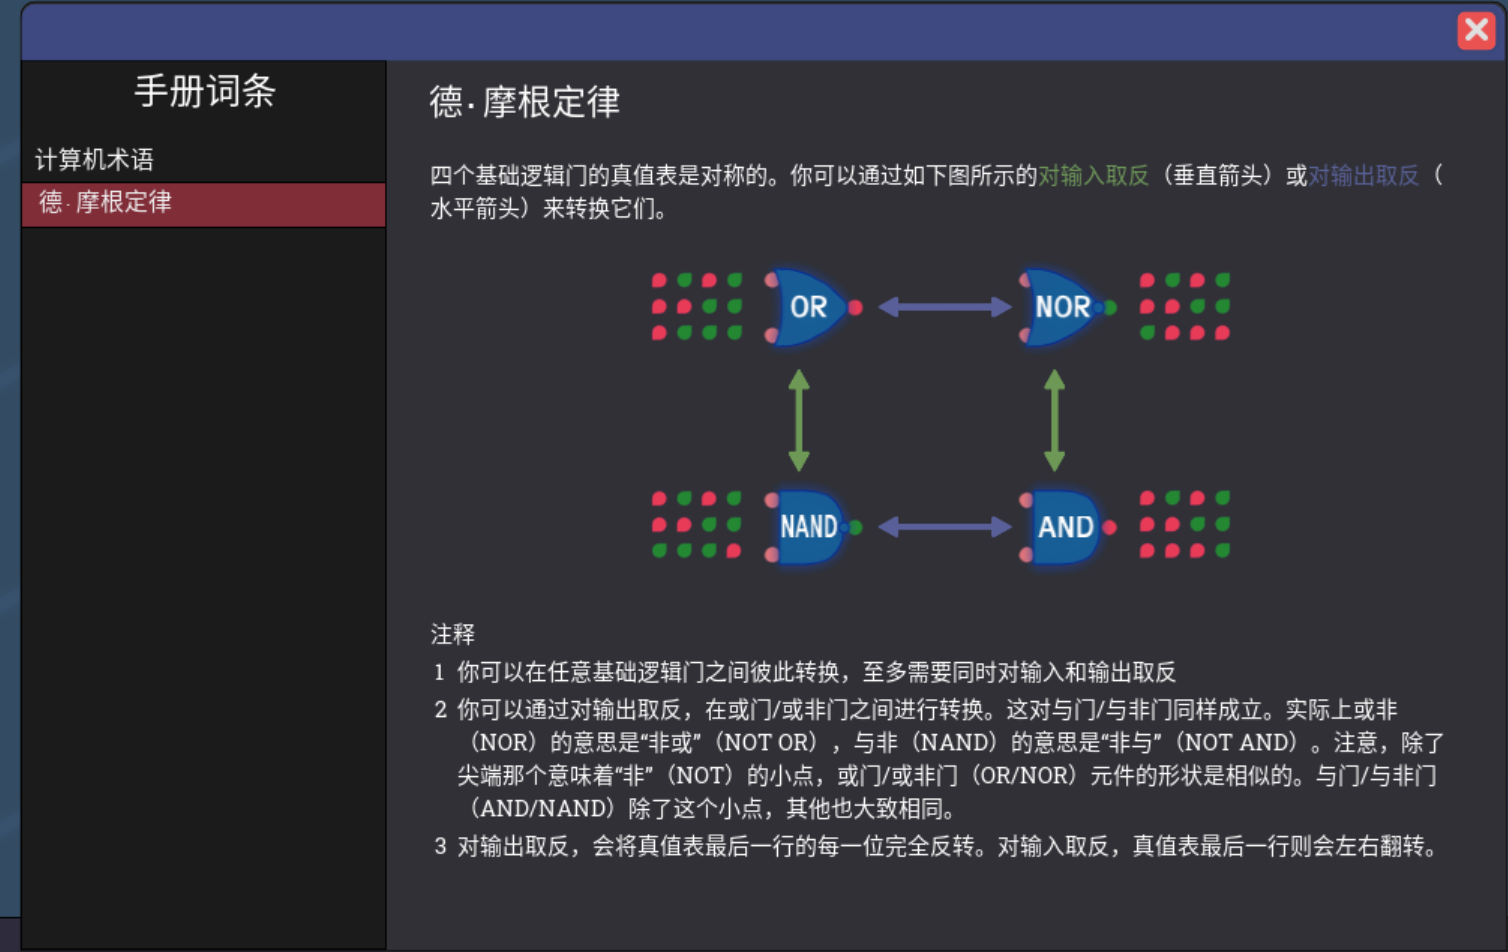 手册词条
计算机术语
德·摩根定律
德·摩根定律
四个基础逻辑门的真值表是对称的。你可以通过如下图所示的对输入取反（垂直箭头）或对输出取反（
水平箭头）来转换它们。
OR
NOR
NAND
AND
注释
1 你可以在任意基础逻辑门之间彼此转换，至多需要同时对输入和输出取反
2 你可以通过对输出取反，在或门/或非门之间进行转换。这对与门/与非门同样成立。实际上或非
（NOR）的意思是“非或”（NOT OR），与非（NAND）的意思是“非与”（NOT AND）。注意，除了
尖端那个意味着“非”（NOT）的小点，或门/或非门（OR/NOR）元件的形状是相似的。与门/与非门
（AND/NAND）除了这个小点，其他也大致相同。
3 对输出取反，会将真值表最后一行的每一位完全反转。对输入取反，真值表最后一行则会左右翻转。